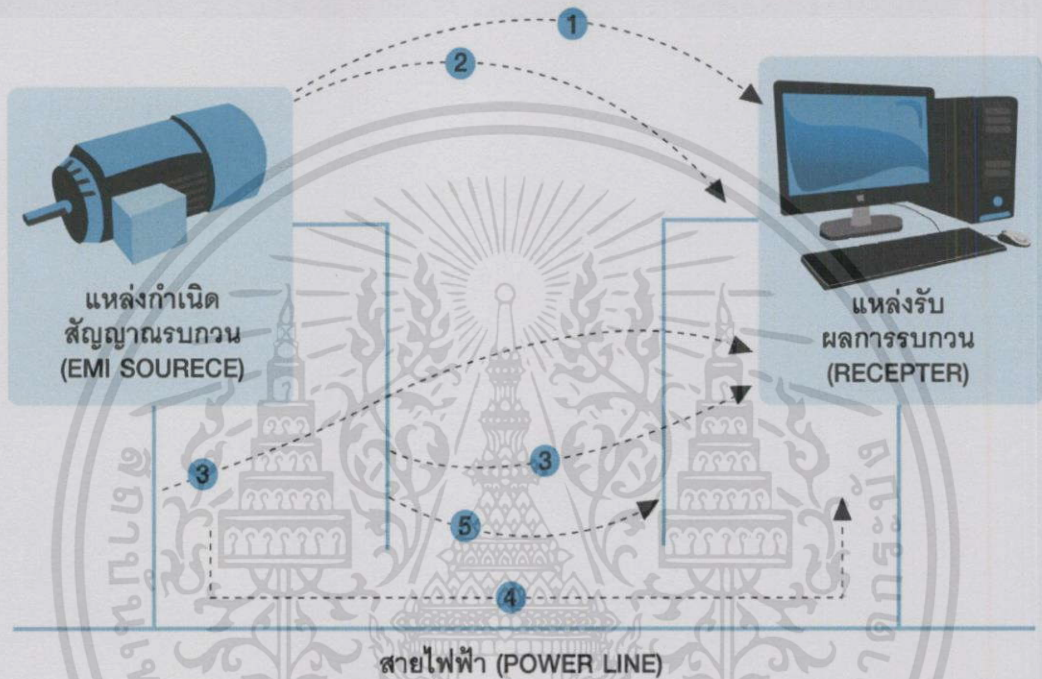 1
2
แหล่งกำเนิด
สัญญาณรบกวน
(EMI SOURECE)
แหล่งรับ
ผลการรบกวน
(RECEPTER)
3
3
5
4
สายไฟฟ้า (POWER LINE)